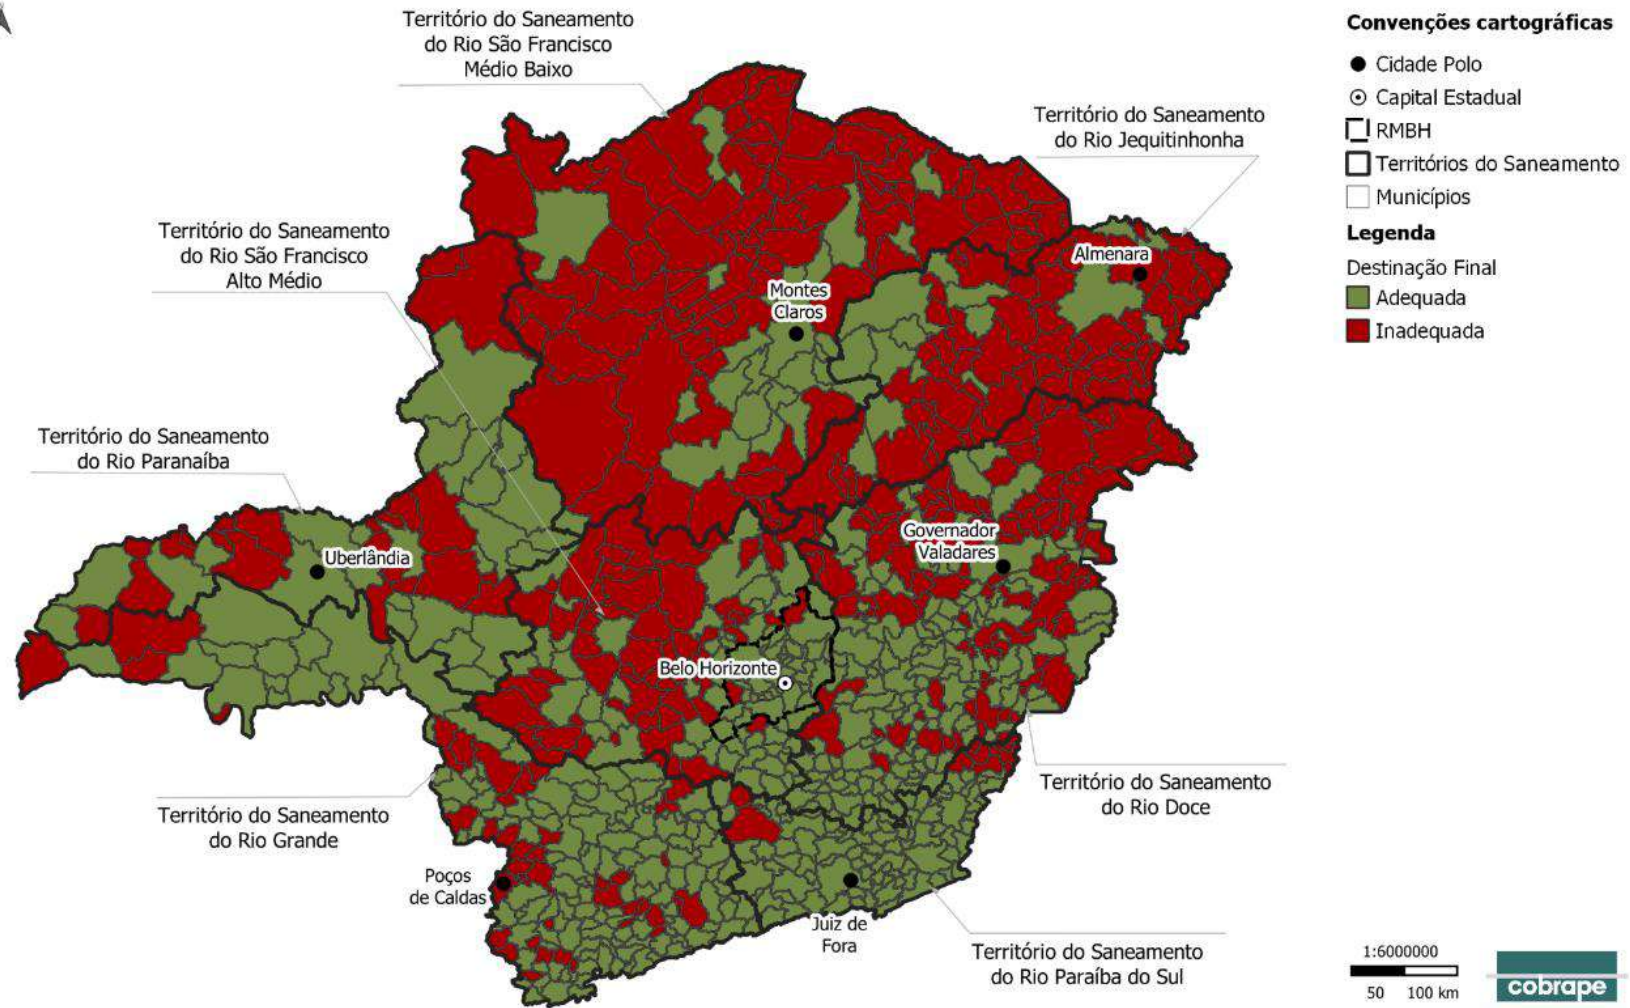 Território do Saneamento
do Rio São Francisco
Médio Baixo
Território do Saneamento
do Rio Jequitinhonha
Território do Saneamento
do Rio São Francisco
Alto Médio
Almenara
Montes
Claros
Território do Saneamento
do Rio Paranaíba
Governador
Valadares
Uberlândia
Belo Horizonte
Território do Saneamento
do Rio Doce
Território do Saneamento
do Rio Grande
Poços
de Caldas
Juiz de
Fora
Território do Saneamento
do Rio Paraíba do Sul
Convenções cartográficas
Cidade Polo
Capital Estadual
RMBH
Territórios do Saneamento
Municípios
Legenda
Destinação Final
Adequada
Inadequada
1:6000000
50 100 km
cobrape